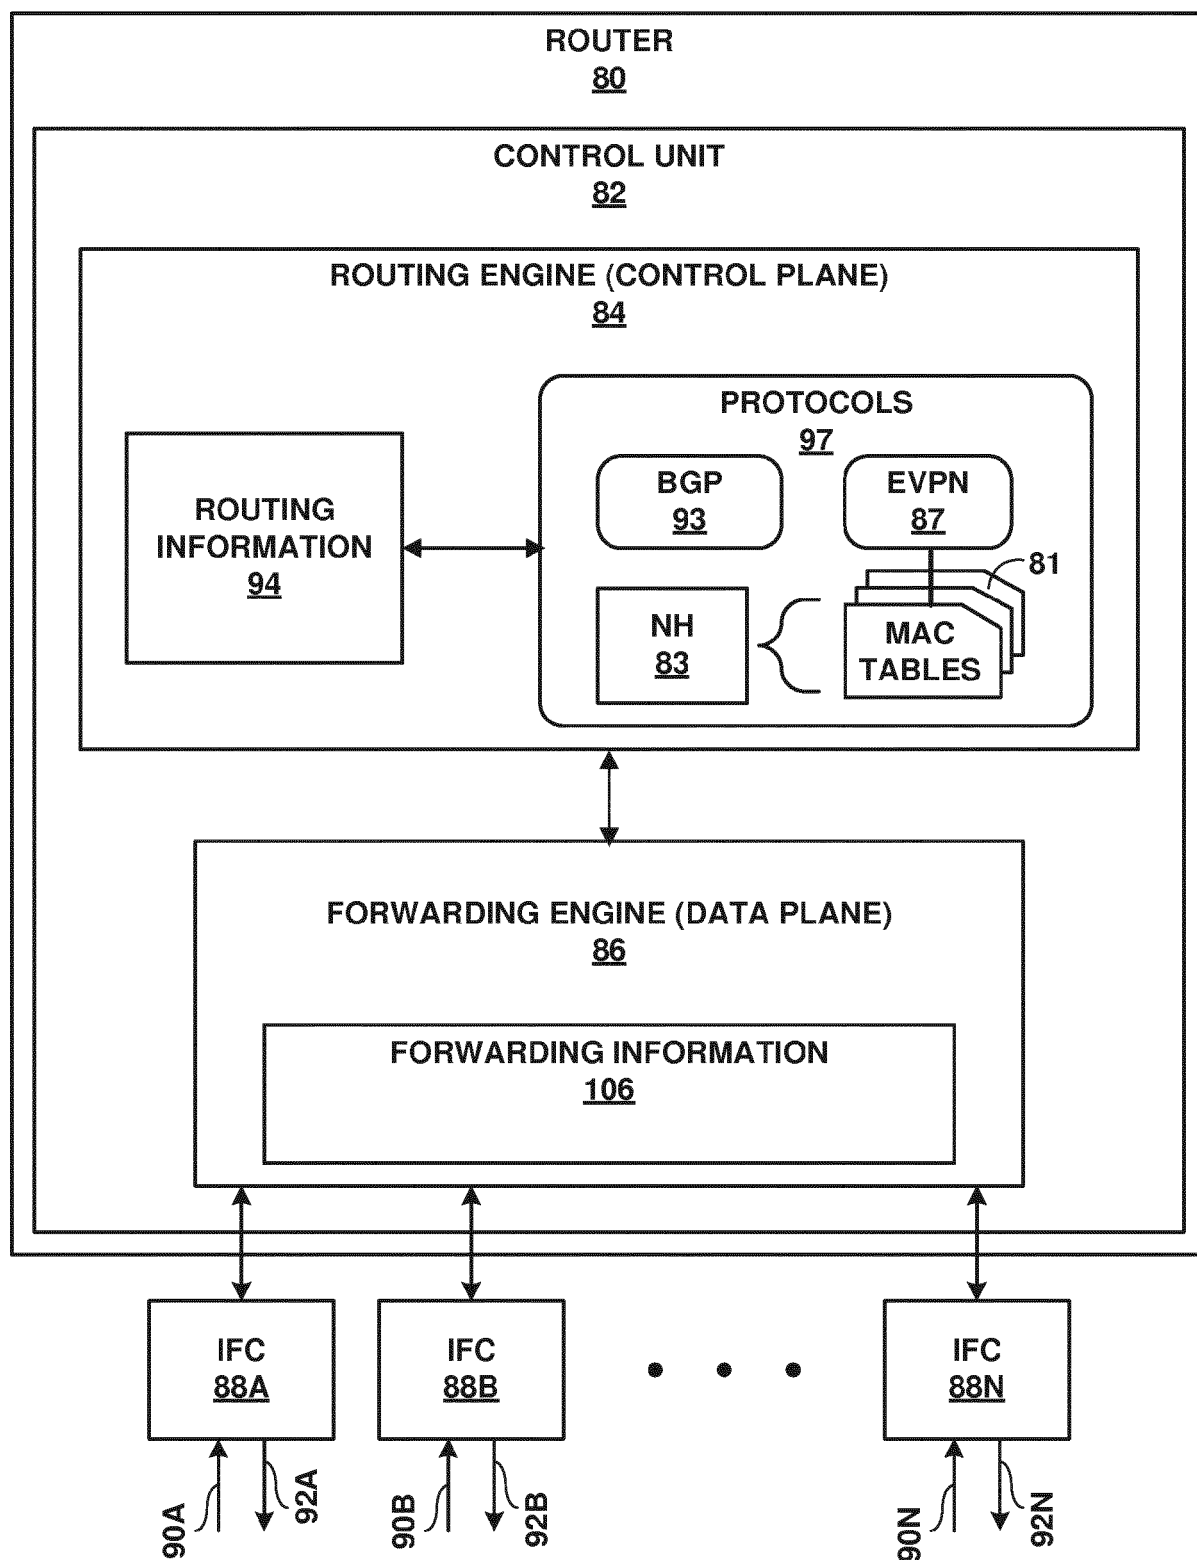 ROUTER
80
CONTROL UNIT
82
ROUTING ENGINE (CONTROL PLANE)
84
PROTOCOLS
97
ROUTING
INFORMATION
94
BGP
93
EVPN
87
81
NH
83
MAC
TABLES
FORWARDING ENGINE (DATA PLANE)
86
FORWARDING INFORMATION
106
IFC
88A
IFC
88B
IFC
88N
90A
92A
90B
92B
90N
92N